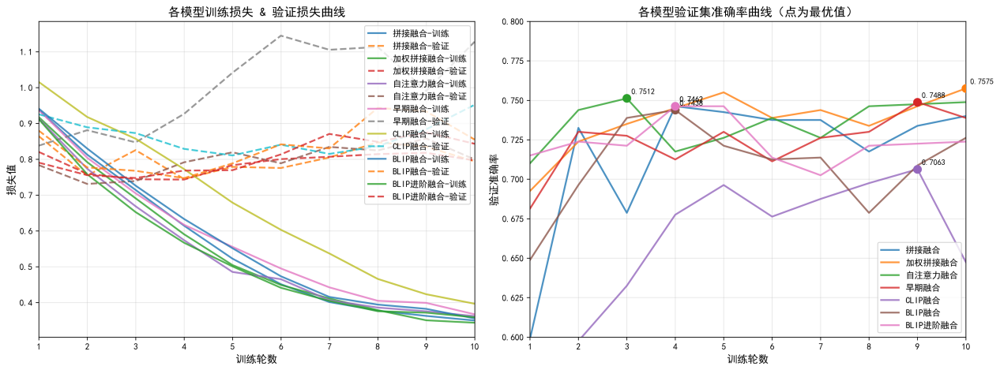 各模型训练损失 & 验证损失曲线
1.1
1.0
0.9
0.8
0.7
0.6
0.5
0.4
损失值
1 2 3 4 5 6 7 8 9 10
训练轮数
拼接融合-训练
拼接融合-验证
加权拼接融合-训练
加权拼接融合-验证
自注意力融合-训练
自注意力融合-验证
早期融合-训练
早期融合-验证
CLIP融合-训练
CLIP融合-验证
BLIP融合-训练
BLIP融合-验证
BLIP进阶融合-训练
BLIP进阶融合-验证
各模型验证集准确率曲线（点为最优值）
0.800
0.775
0.750
0.725
0.700
0.675
0.650
0.625
0.600
验证准确率
0.7512
0.7462
0.7438
0.7488
0.7575
0.7063
1 2 3 4 5 6 7 8 9 10
训练轮数
拼接融合
加权拼接融合
自注意力融合
早期融合
CLIP融合
BLIP融合
BLIP进阶融合